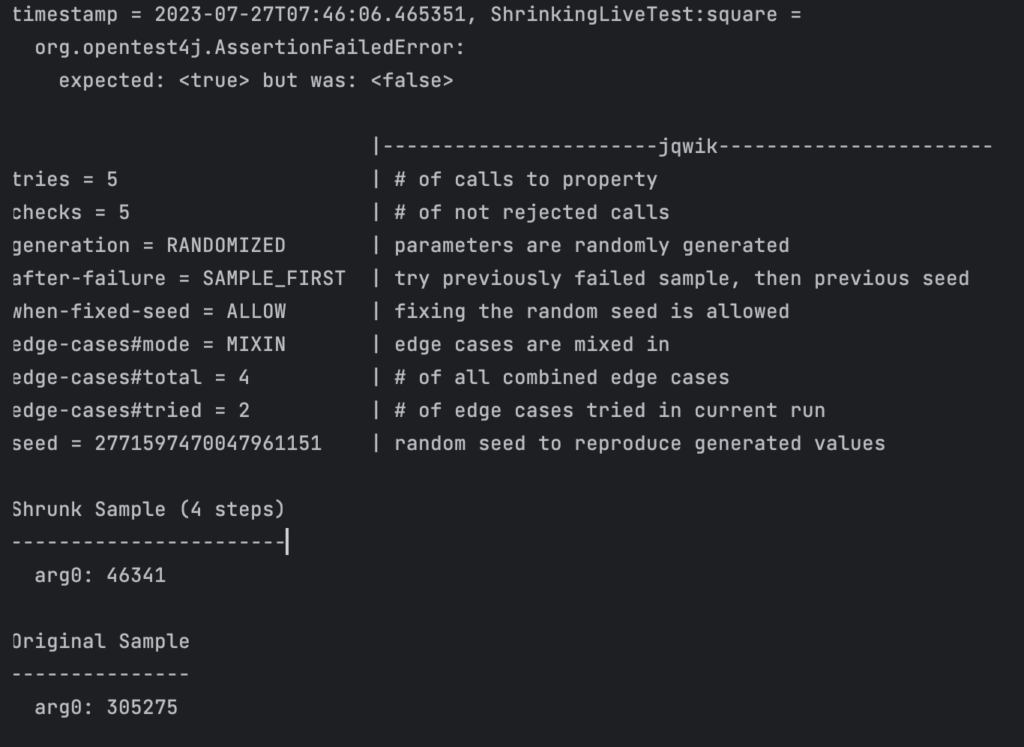 timestamp = 2023-07-27T07:46:06.465351, ShrinkingLiveTest:square =
org.opentest4j.AssertionFailedError:
expected: <true> but was: <false>
|-----------------------jqwik-----------------------
tries = 5 | # of calls to property
checks = 5 | # of not rejected calls
generation = RANDOMIZED | parameters are randomly generated
after-failure = SAMPLE_FIRST | try previously failed sample, then previous seed
when-fixed-seed = ALLOW | fixing the random seed is allowed
edge-cases#mode = MIXIN | edge cases are mixed in
edge-cases#total = 4 | # of all combined edge cases
edge-cases#tried = 2 | # of edge cases tried in current run
seed = 2771597470047961151 | random seed to reproduce generated values
Shrunk Sample (4 steps)
-----------------------
arg0: 46341
Original Sample
---------------
arg0: 305275